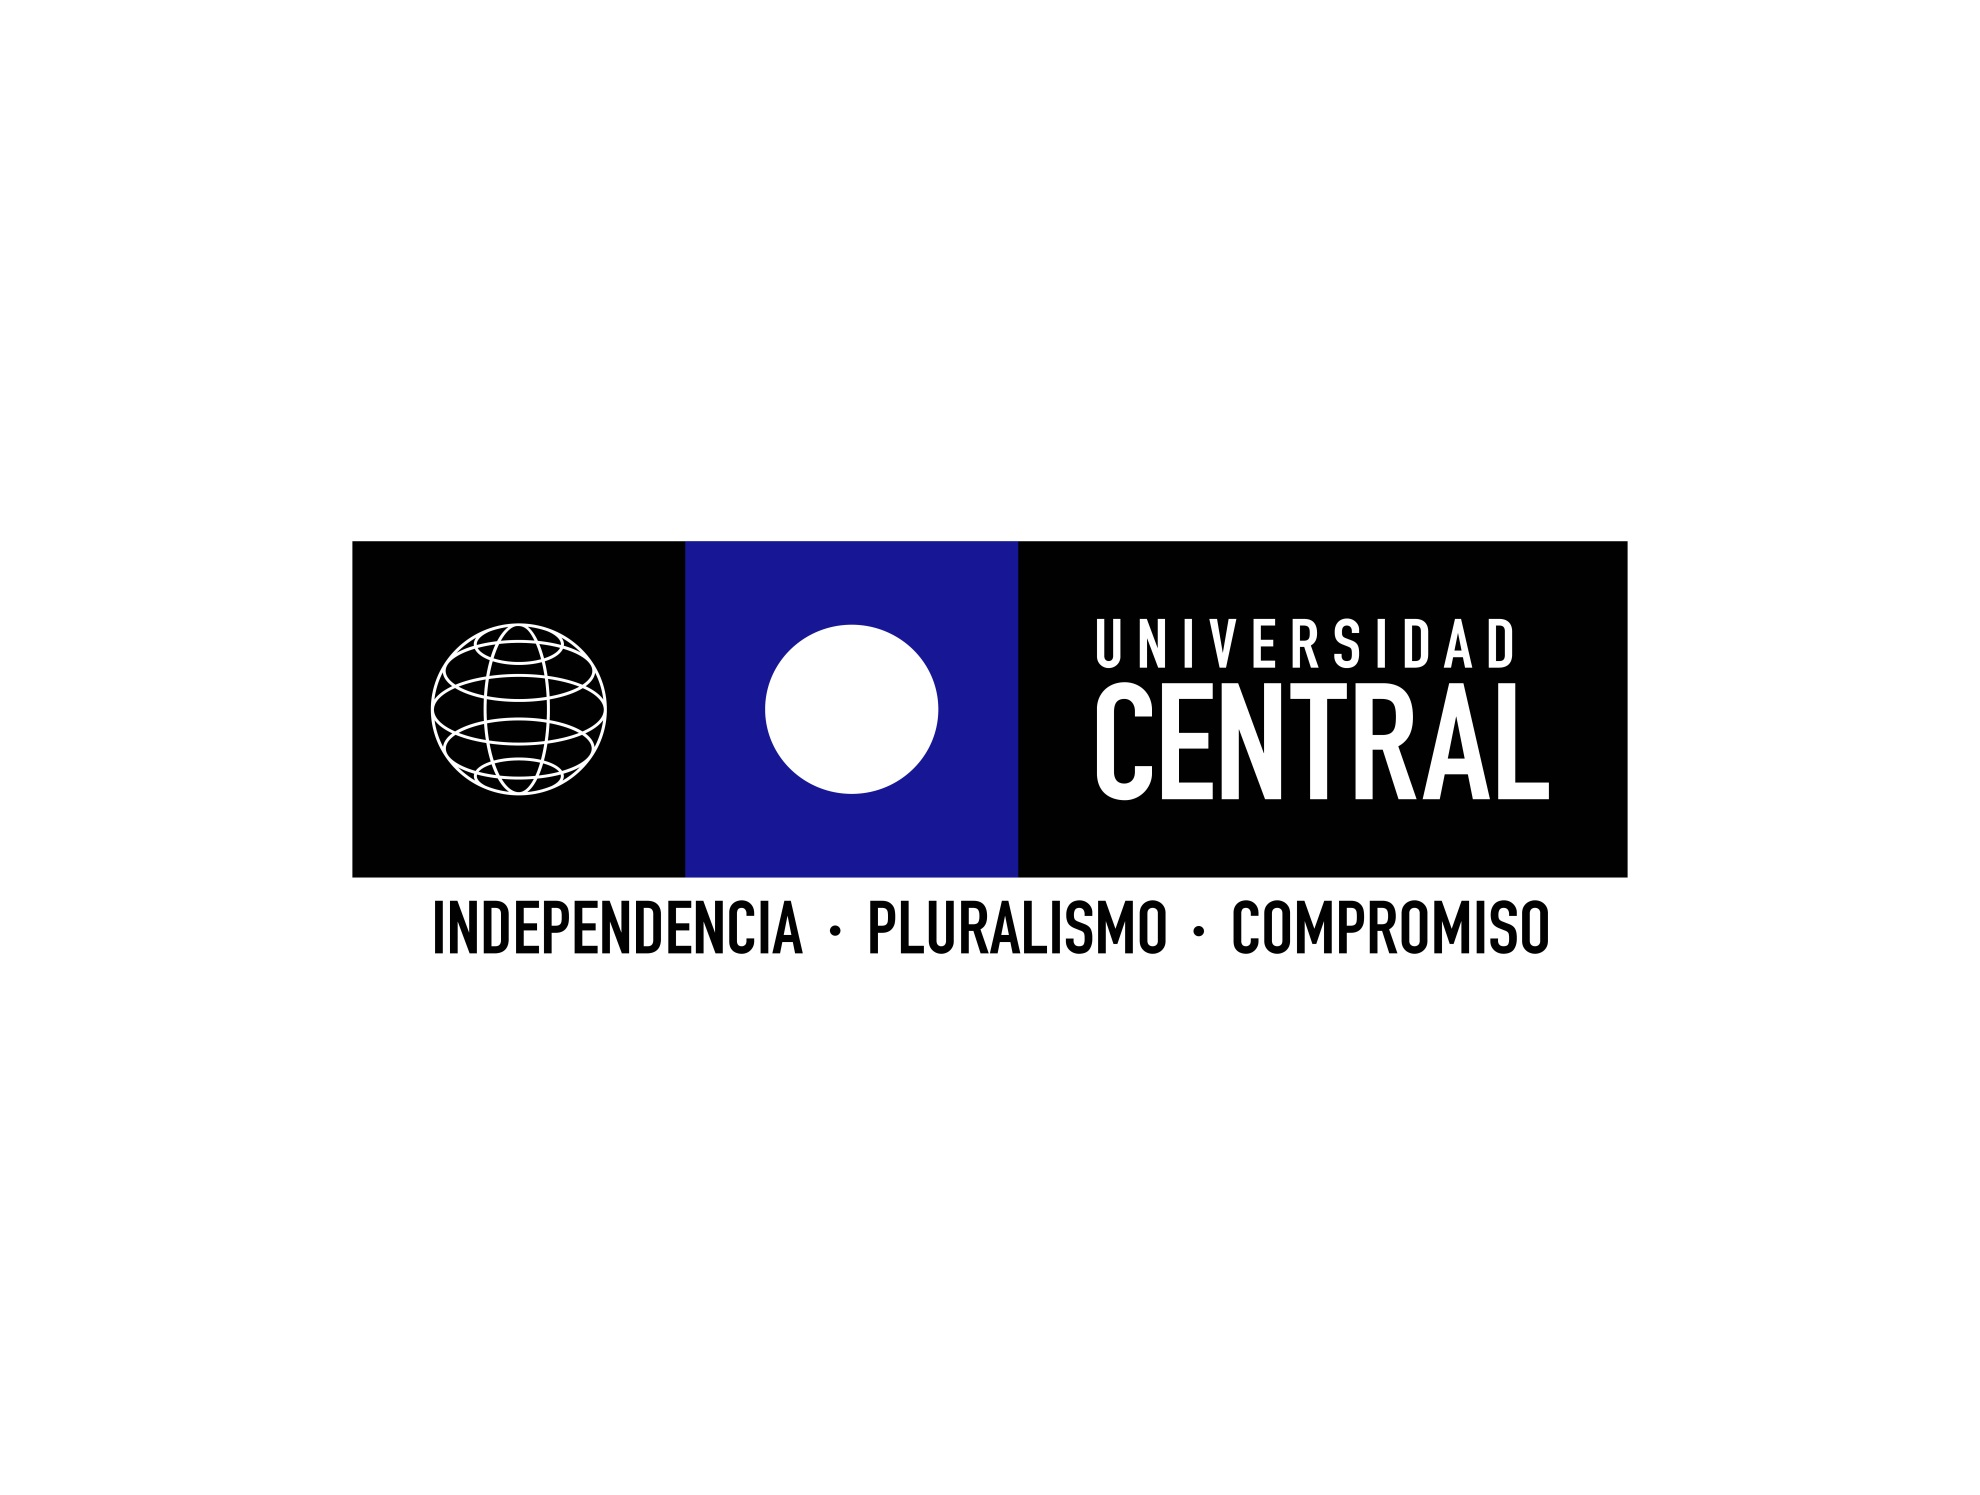 UNIVERSIDAD
CENTRAL
INDEPENDENCIA · PLURALISMO · COMPROMISO